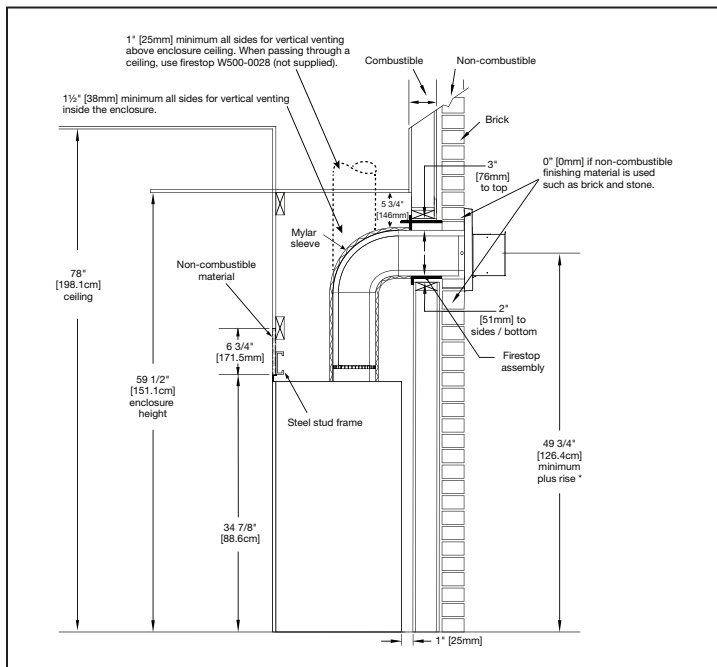 1" [25mm] minimum all sides for vertical venting
above enclosure ceiling. When passing through a
ceiling, use firestop W500-0028 (not supplied).
Combustible
Non-combustible
1½" [38mm] minimum all sides for vertical venting
inside the enclosure.
Brick
3"
[76mm]
to top
0" [0mm] if non-combustible
finishing material is used
such as brick and stone.
5 3/4"
[146mm]
Mylar
sleeve
Non-combustible
material
78"
[198.1cm]
ceiling
2"
[51mm] to
sides / bottom
6 3/4"
[171.5mm]
Firestop
assembly
59 1/2"
[151.1cm]
enclosure
height
Steel stud frame
49 3/4"
[126.4cm]
minimum
plus rise *
34 7/8"
[88.6cm]
1" [25mm]